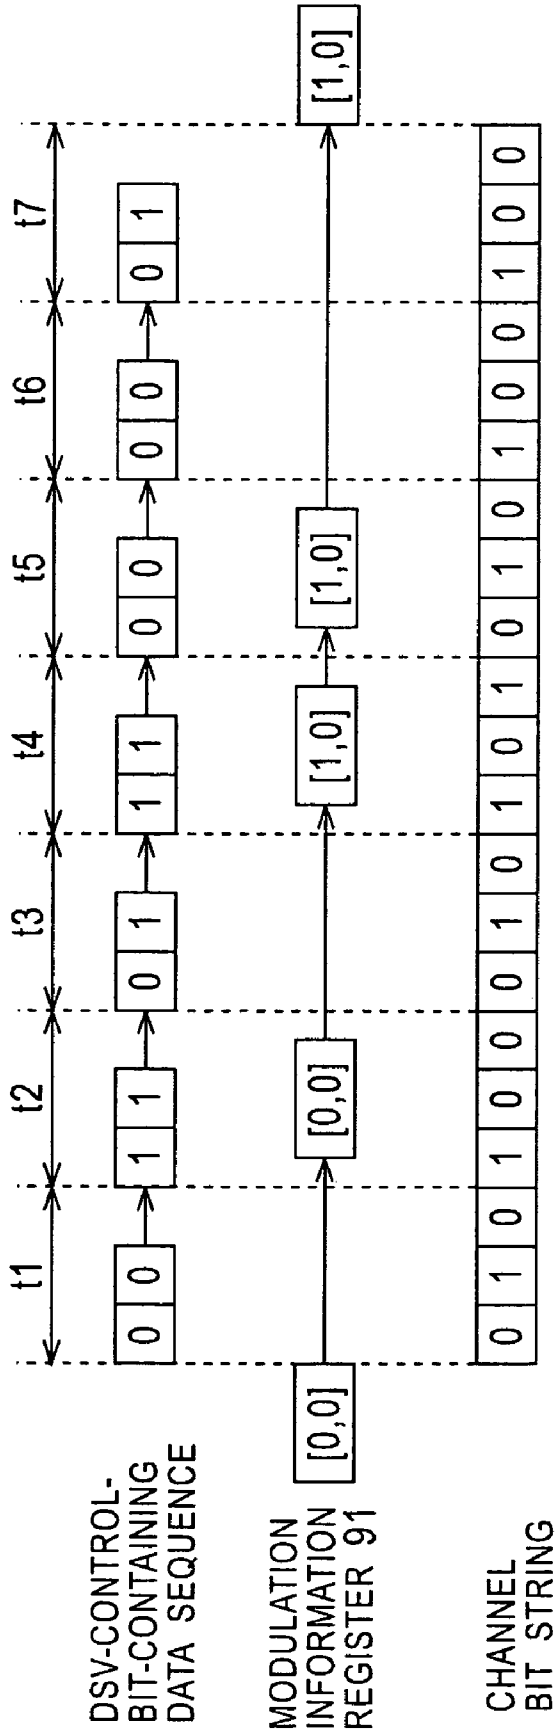 t1 t2 t3 t4 t5 t6 t7
DSV-CONTROL-
BIT-CONTAINING
DATA SEQUENCE
0 0 1 1 0 1 1 1 0 0 0 0 0 1
MODULATION
INFORMATION
REGISTER 91
[0,0] [0,0] [1,0] [1,0] [1,0]
CHANNEL
BIT STRING
0 1 0 1 0 0 0 1 0 1 0 1 0 1 0 1 0 0 1 0 0